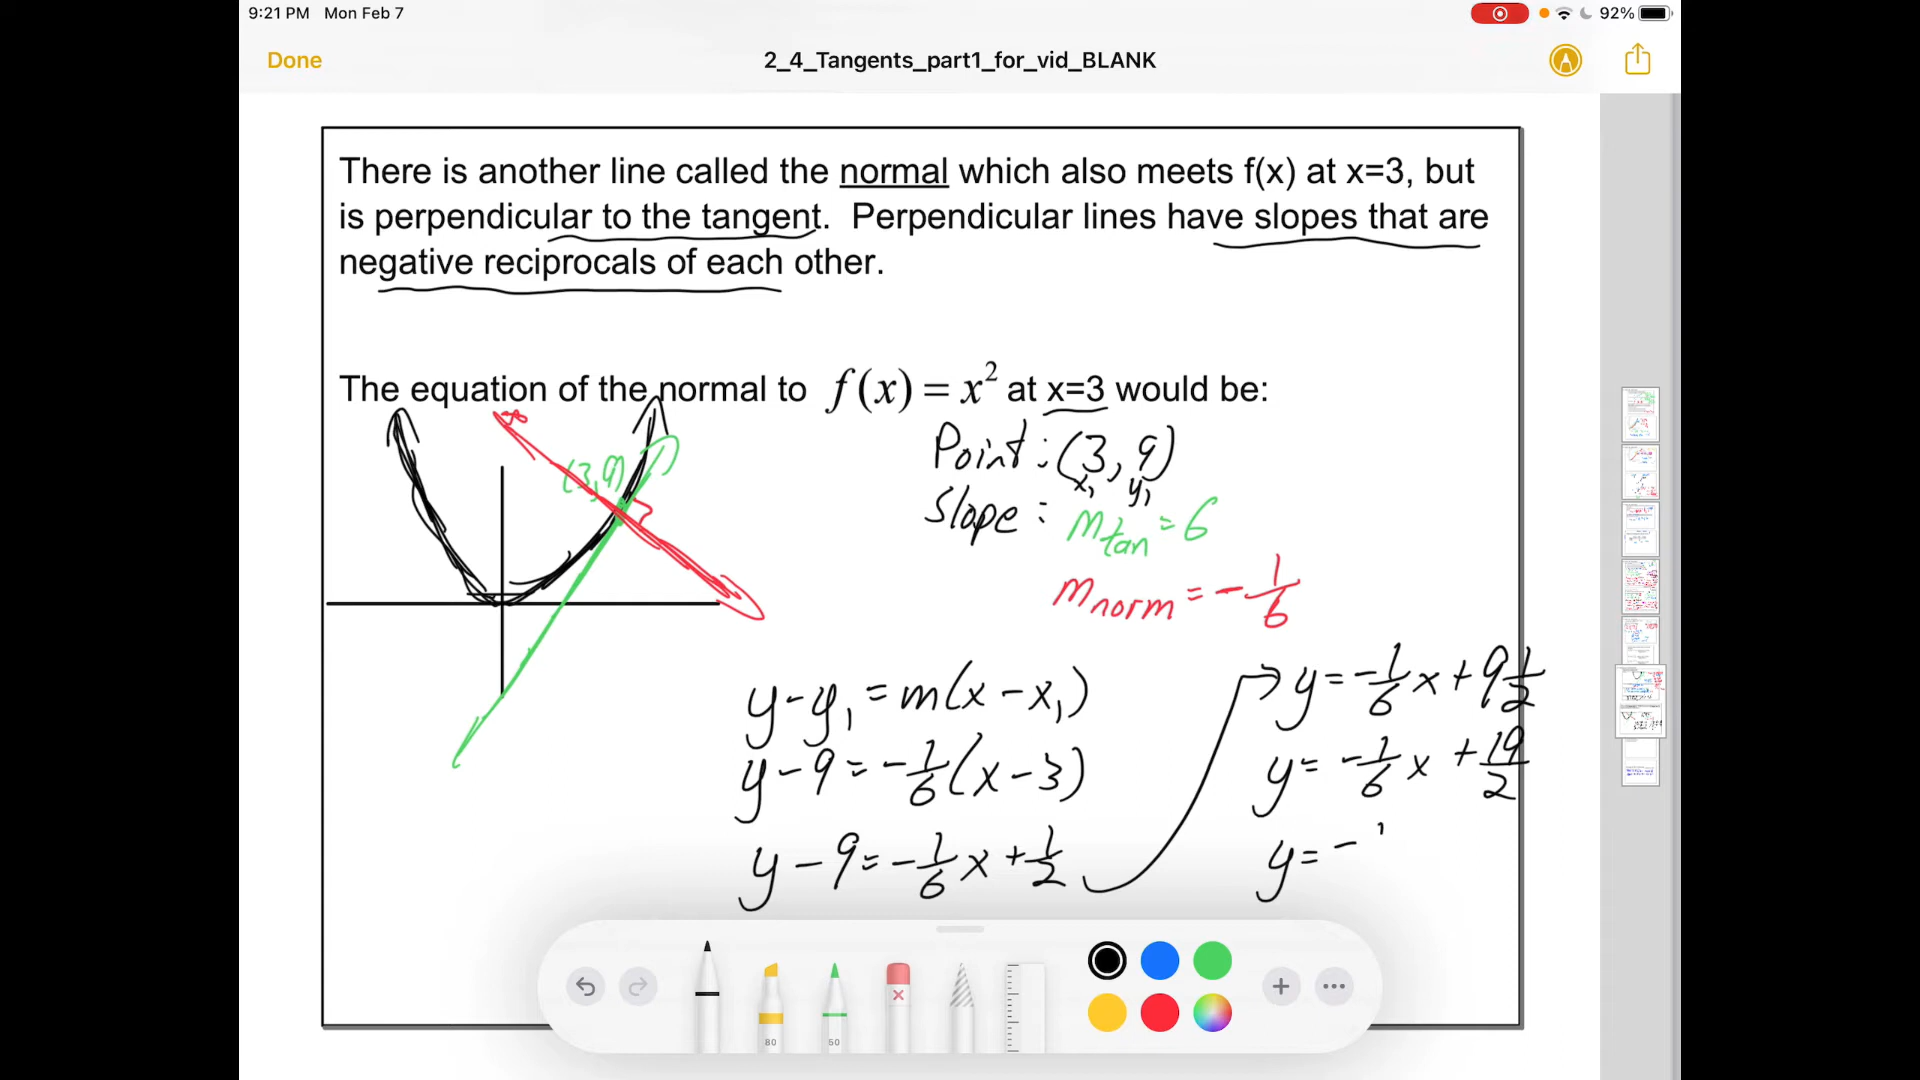 9:21 PM Mon Feb 7
92%
Done
2_4_Tangents_part1_for_vid_BLANK
There is another line called the normal which also meets f(x) at x=3, but
is perpendicular to the tangent. Perpendicular lines have slopes that are
negative reciprocals of each other.
The equation of the normal to f(x) = x² at x=3 would be:
(3,9)
Point: (3, 9)
x₁ y₁
Slope: m_tan = 6
m_norm = -1/6
y - y₁ = m(x - x₁)
y - 9 = -1/6(x - 3)
y - 9 = -1/6x + 1/2
y = -1/6x + 9 1/2
y = -1/6x + 19/2
y = -
80
50